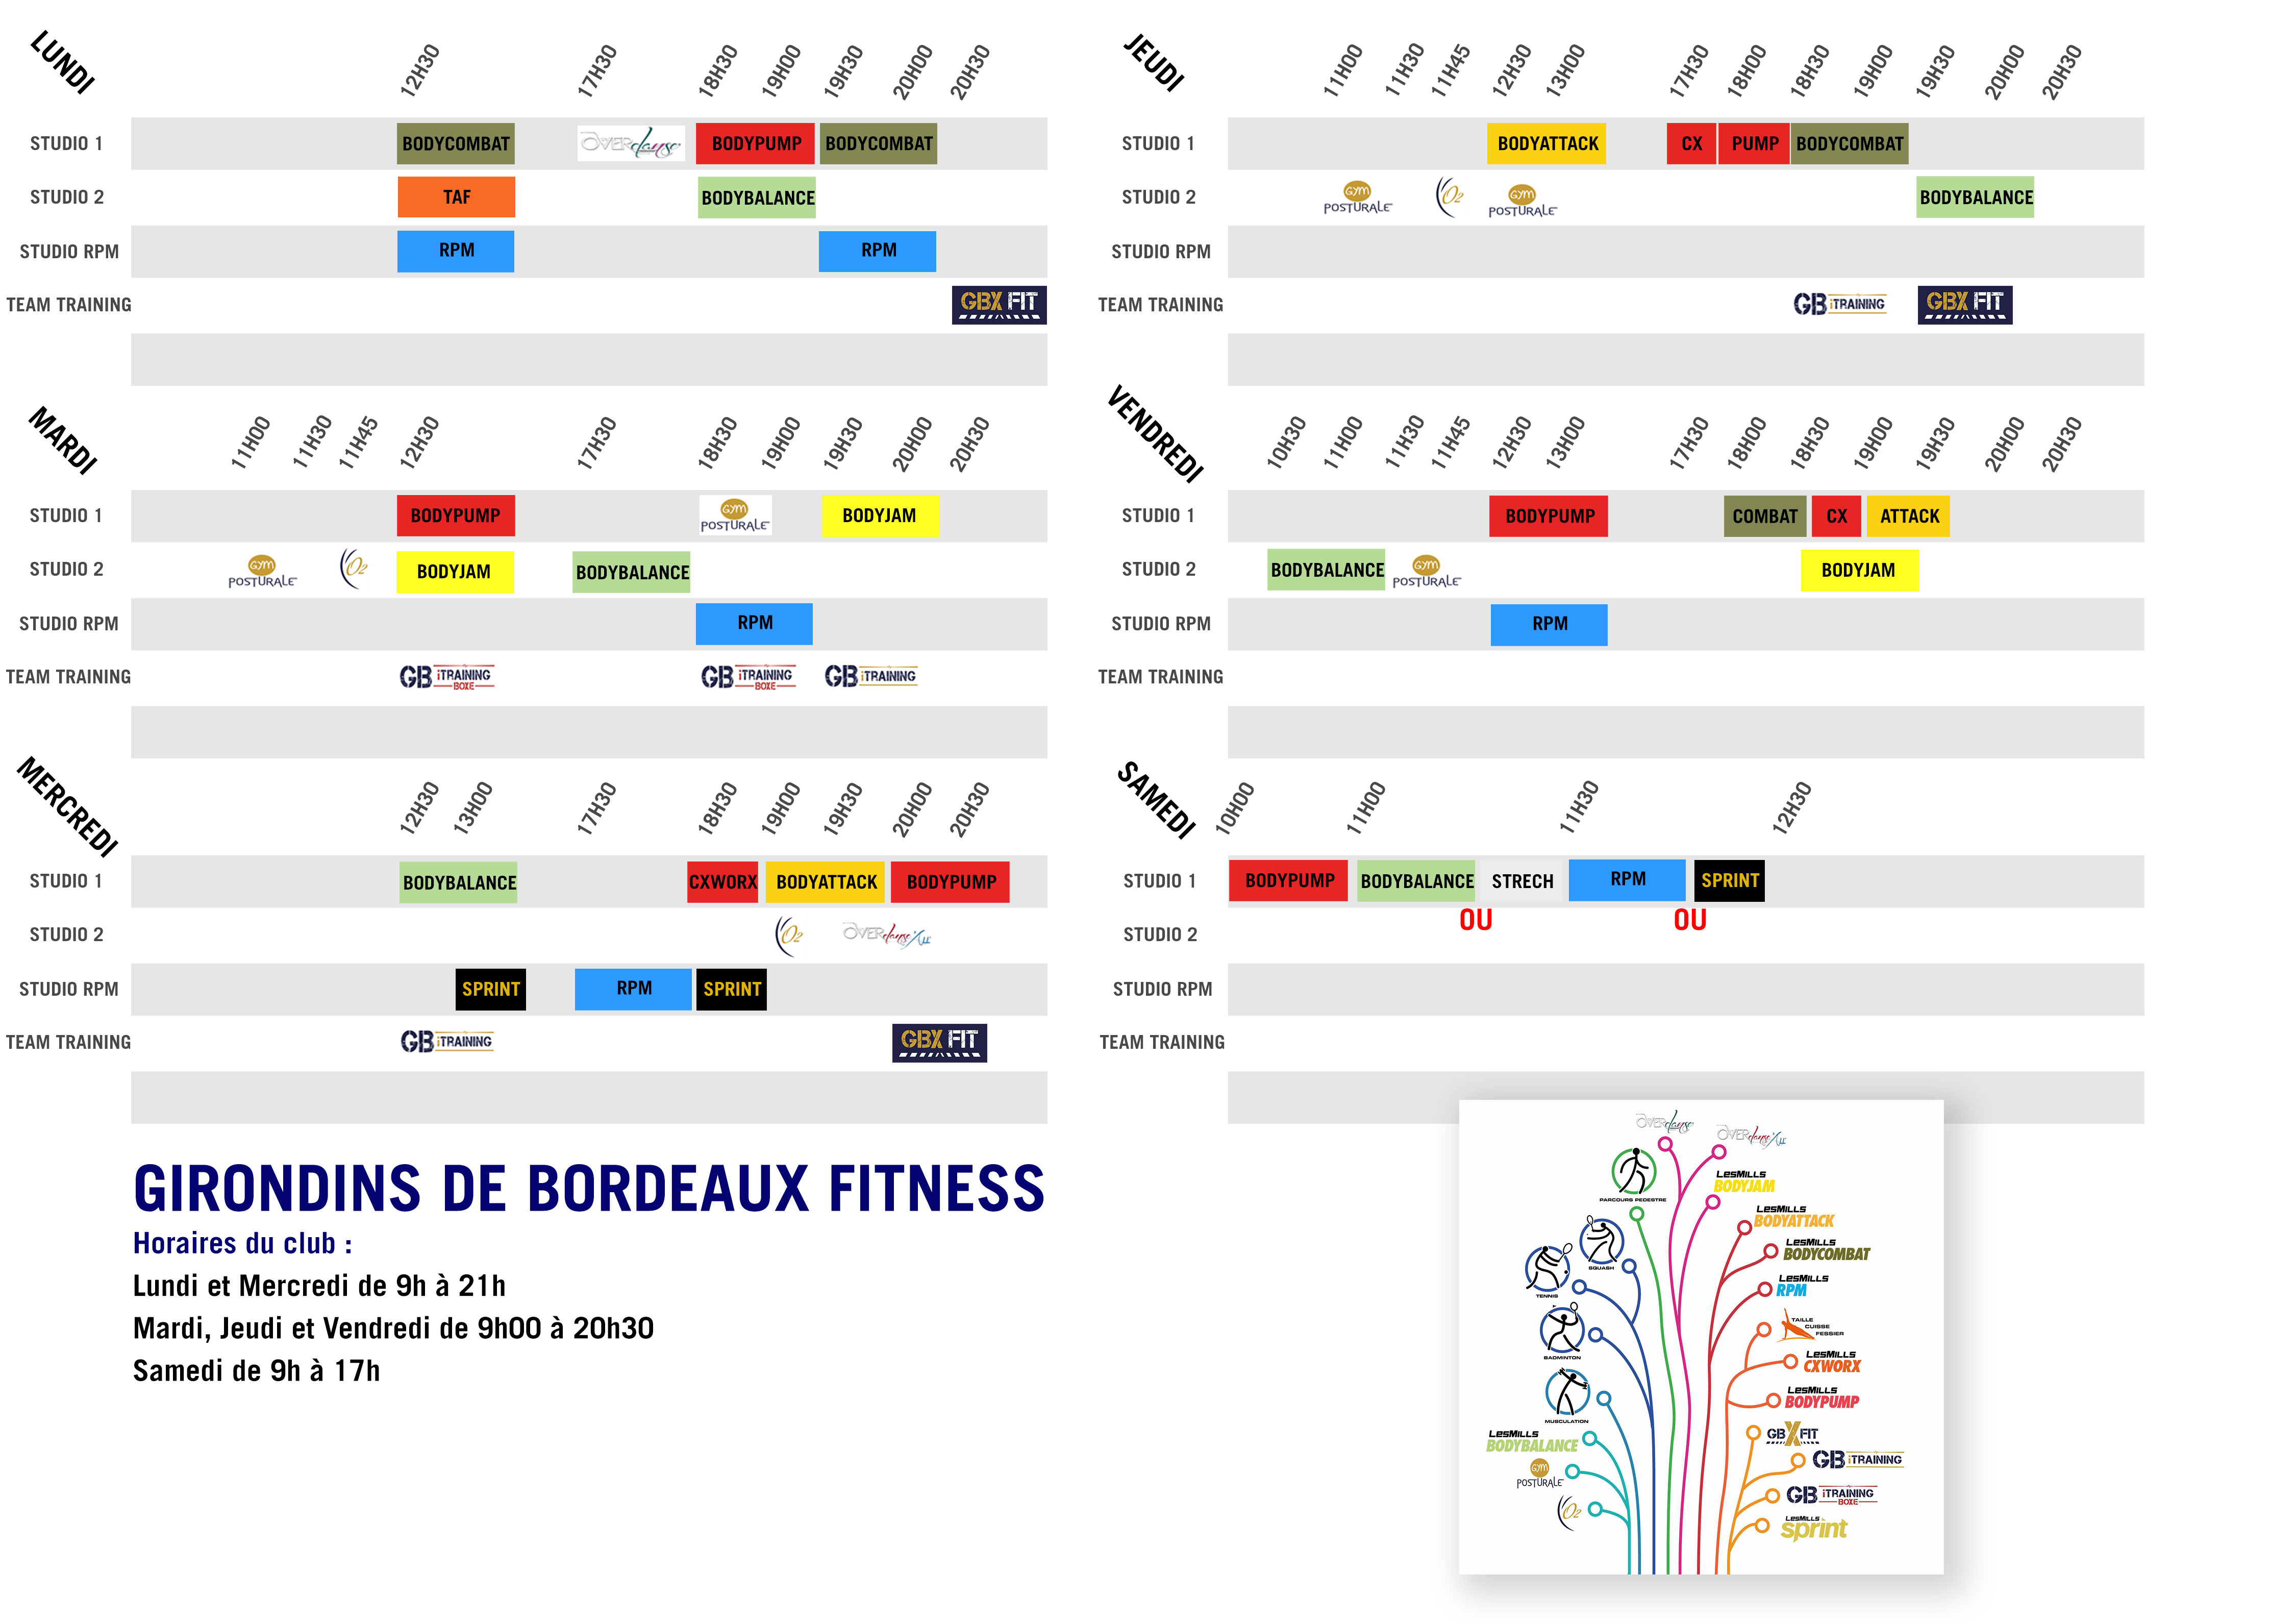 LUNDI
12H30 17H30 18H30 19H00 19H30 20H00 20H30
STUDIO 1 BODYCOMBAT OVERdanse BODYPUMP BODYCOMBAT
STUDIO 2 TAF BODYBALANCE
STUDIO RPM RPM RPM
TEAM TRAINING GBX FIT
MARDI
11H00 11H30 11H45 12H30 17H30 18H30 19H00 19H30 20H00 20H30
STUDIO 1 BODYPUMP GYM POSTURALE BODYJAM
STUDIO 2 GYM POSTURALE O2 BODYJAM BODYBALANCE
STUDIO RPM RPM
TEAM TRAINING GB iTRAINING BOXE GB iTRAINING BOXE GB iTRAINING
MERCREDI
12H30 13H00 17H30 18H30 19H00 19H30 20H00 20H30
STUDIO 1 BODYBALANCE CXWORX BODYATTACK BODYPUMP
STUDIO 2 O2 OVERdanse
STUDIO RPM SPRINT RPM SPRINT
TEAM TRAINING GB iTRAINING GBX FIT
JEUDI
11H00 11H30 11H45 12H30 13H00 17H30 18H00 18H30 19H00 19H30 20H00 20H30
STUDIO 1 BODYATTACK CX PUMP BODYCOMBAT
STUDIO 2 GYM POSTURALE O2 GYM POSTURALE BODYBALANCE
STUDIO RPM
TEAM TRAINING GB iTRAINING GBX FIT
VENDREDI
10H30 11H00 11H30 11H45 12H30 13H00 17H30 18H00 18H30 19H00 19H30 20H00 20H30
STUDIO 1 BODYPUMP COMBAT CX ATTACK
STUDIO 2 BODYBALANCE GYM POSTURALE BODYJAM
STUDIO RPM RPM
TEAM TRAINING
SAMEDI
10H00 11H00 11H30 12H30
STUDIO 1 BODYPUMP BODYBALANCE STRECH RPM SPRINT
OU OU
STUDIO 2
STUDIO RPM
TEAM TRAINING
GIRONDINS DE BORDEAUX FITNESS
Horaires du club :
Lundi et Mercredi de 9h à 21h
Mardi, Jeudi et Vendredi de 9h00 à 20h30
Samedi de 9h à 17h
OVERdanse
OVERdanse
PARCOURS PEDESTRE
LESMILLS
BODYJAM
LESMILLS
BODYATTACK
SQUASH
LESMILLS
BODYCOMBAT
TENNIS
LESMILLS
RPM
BADMINTON
TAILLE
CUISSE
FESSIER
LESMILLS
CXWORX
MUSCULATION
LESMILLS
BODYPUMP
LESMILLS
BODYBALANCE
GBXFIT
GB iTRAINING
GYM
POSTURALE
GB iTRAINING
BOXE
O2
LESMILLS
sprint